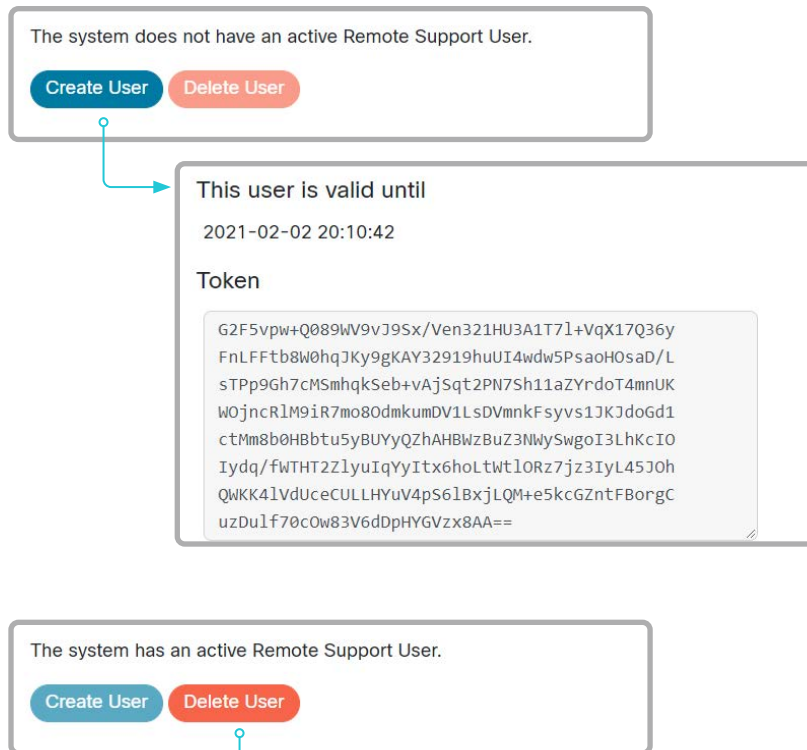 The system does not have an active Remote Support User.
Create User Delete User
This user is valid until
2021-02-02 20:10:42
Token
G2F5vpw+Q089WV9vJ9Sx/Ven321HU3A1T7l+VqX17Q36y
FnLFFtb8W0hqJKy9gKAY32919huUI4wdw5PsaoHOsaD/L
sTPp9Gh7cMSmhqkSeb+vAjSqt2PN7Sh11aZYrdoT4mnUK
WOjncRlM9iR7mo8OdmkumDV1LsDVmnkFsyvs1JKJdoGd1
ctMm8b0HBbtu5yBUYyQZhAHBWzBuZ3NWySwgoI3LhKcIO
Iydq/fWTHT2ZlyuIqYyItx6hoLtWtlORz7jz3IyL45JOh
QWKK4lVdUceCULLHYuV4pS6lBxjLQM+e5kcGZntFBorgC
uzDulf70cOw83V6dDpHYGVzx8AA==
The system has an active Remote Support User.
Create User Delete User